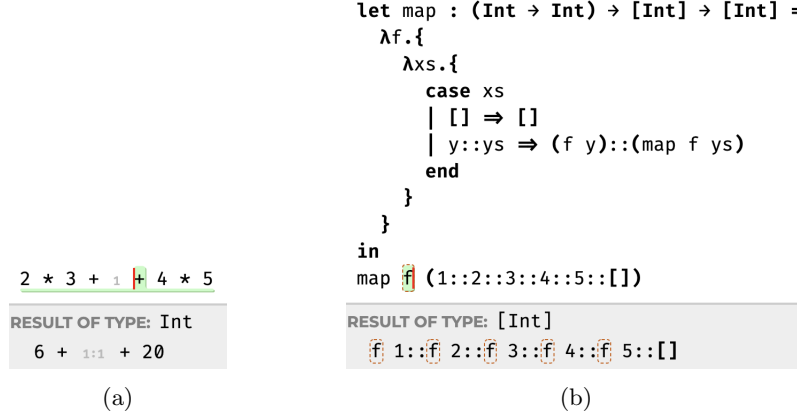 2 * 3 + 1 + 4 * 5
RESULT OF TYPE: Int
6 + 1:1 + 20
(a)
let map : (Int → Int) → [Int] → [Int] =
λf.{
λxs.{
case xs
| [] ⇒ []
| y::ys ⇒ (f y)::(map f ys)
end
}
}
in
map f (1::2::3::4::5::[])
RESULT OF TYPE: [Int]
f 1::f 2::f 3::f 4::f 5::[]
(b)